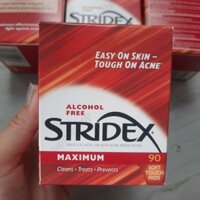 EASY ON SKIN –
TOUGH ON ACNE
ALCOHOL
FREE
STRIDEX
MAXIMUM
90
SOFT
TOUCH
PADS
Cleans • Treats • Prevents